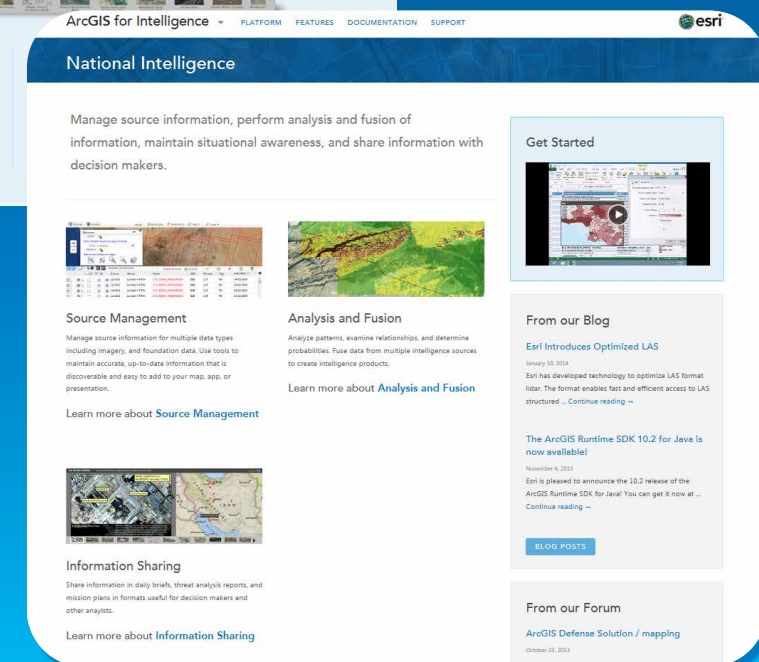 ArcGIS for Intelligence PLATFORM FEATURES DOCUMENTATION SUPPORT esri
National Intelligence
Manage source information, perform analysis and fusion of
information, maintain situational awareness, and share information with
decision makers.
Source Management
Manage source information for multiple data types
including imagery, and foundation data. Use tools to
maintain accurate, up-to-date information that is
discoverable and easy to add to your map, app, or
presentation.
Learn more about Source Management
Analysis and Fusion
Analyze patterns, examine relationships, and determine
probabilities. Fuse data from multiple intelligence sources
to create intelligence products.
Learn more about Analysis and Fusion
Information Sharing
Share information in daily briefs, threat analysis reports, and
mission plans in formats useful for decision makers and
other anaylsts.
Learn more about Information Sharing
Get Started
From our Blog
Esri Introduces Optimized LAS
January 10, 2014
Esri has developed technology to optimize LAS format
lidar. The format enables fast and efficient access to LAS
structured ... Continue reading →
The ArcGIS Runtime SDK 10.2 for Java is
now available!
November 4, 2013
Esri is pleased to announce the 10.2 release of the
ArcGIS Runtime SDK for Java! You can get it now at ...
Continue reading →
BLOG POSTS
From our Forum
ArcGIS Defense Solution / mapping
October 23, 2013